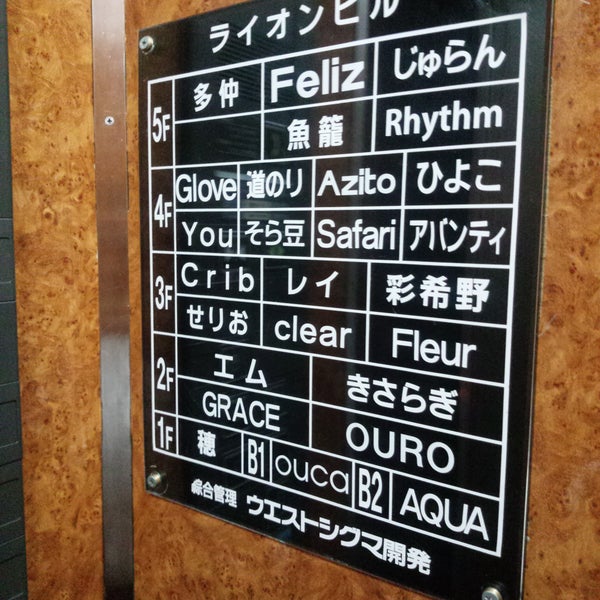 ライオンビル
5F 多仲 Feliz じゅらん
魚籠 Rhythm
4F Glove 道のり Azito ひよこ
You そら豆 Safari アバンティ
3F Crib レイ 彩希野
せりお clear Fleur
2F エム きさらぎ
GRACE OURO
1F 穂 B1 ouca B2 AQUA
綜合管理 ウエストシグマ開発